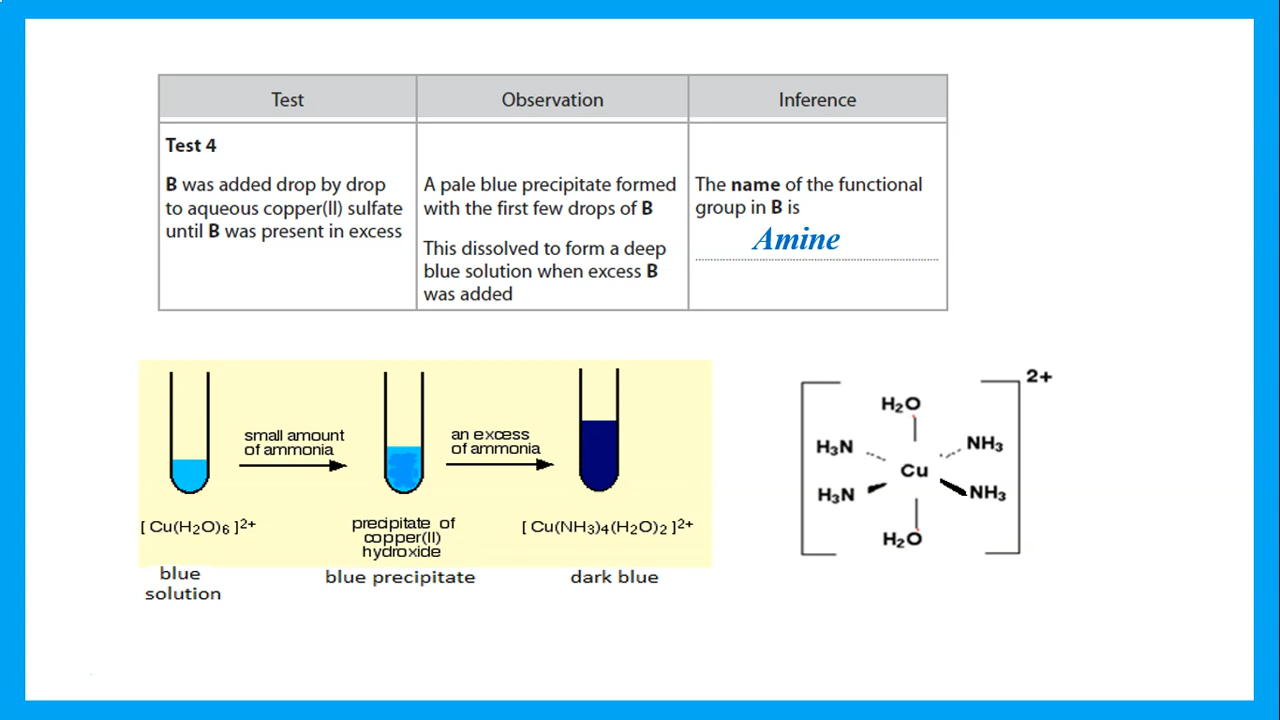 Test Observation Inference
Test 4
B was added drop by drop
to aqueous copper(II) sulfate
until B was present in excess
A pale blue precipitate formed
with the first few drops of B
This dissolved to form a deep
blue solution when excess B
was added
The name of the functional
group in B is
Amine
small amount
of ammonia
an excess
of ammonia
[ Cu(H₂O)₆ ]²⁺
precipitate of
copper(II)
hydroxide
[ Cu(NH₃)₄(H₂O)₂ ]²⁺
blue
solution
blue precipitate
dark blue
2+
H₂O
H₃N NH₃
Cu
H₃N NH₃
H₂O